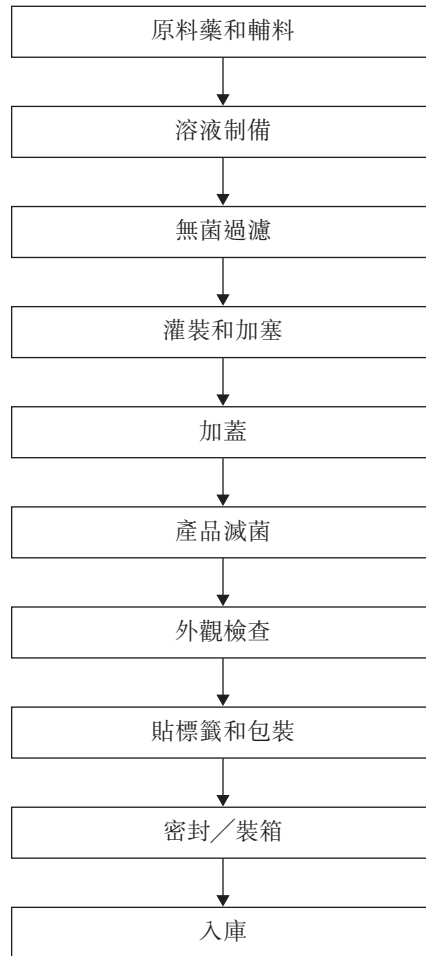 原料藥和輔料
溶液制備
無菌過濾
灌裝和加塞
加蓋
產品滅菌
外觀檢查
貼標籤和包裝
密封／裝箱
入庫